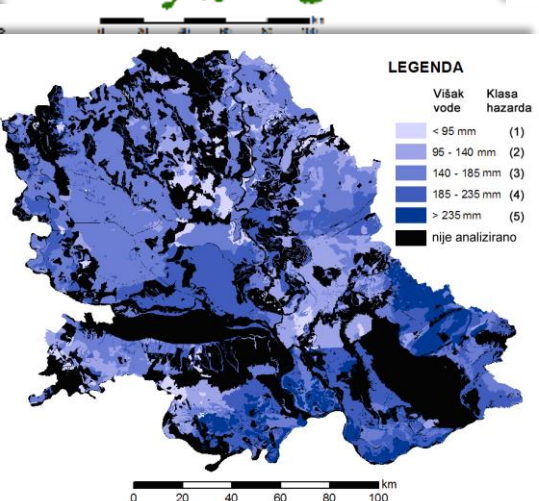 km
LEGENDA
Višak vode
Klasa hazarda
< 95 mm (1)
95 - 140 mm (2)
140 - 185 mm (3)
185 - 235 mm (4)
> 235 mm (5)
nije analizirano
km
0 20 40 60 80 100